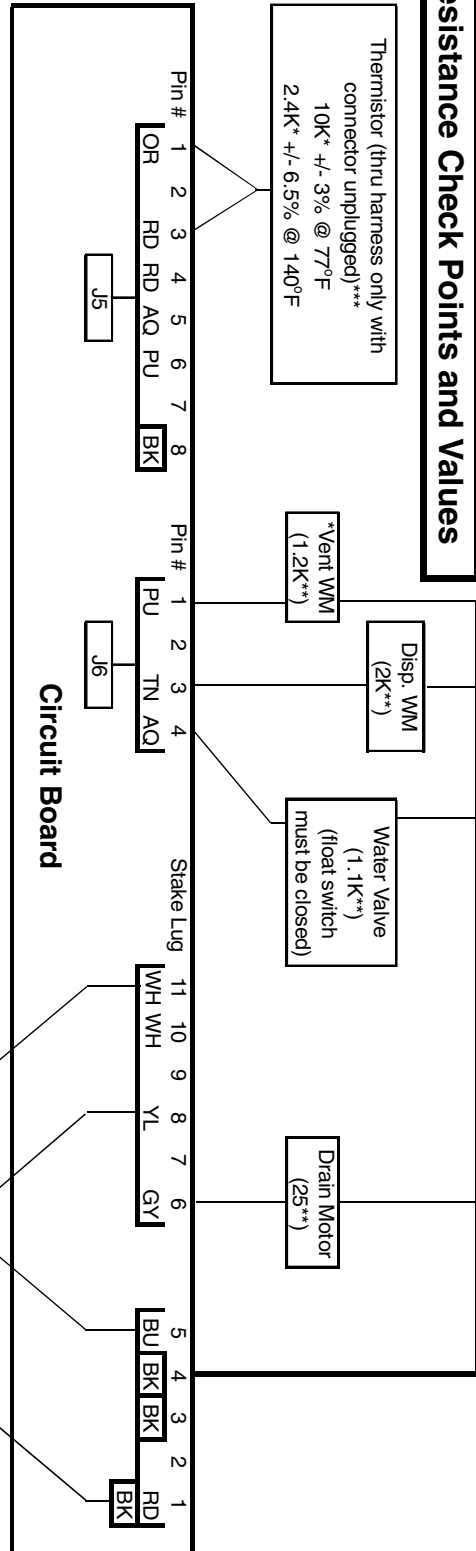 esistance Check Points and Values
Thermistor (thru harness only with
connector unplugged)***
10K* +/- 3% @ 77°F
2.4K* +/- 6.5% @ 140°F
*Vent WM
(1.2K**)
Disp. WM
(2K**)
Water Valve
(1.1K**)
(float switch
must be closed)
Drain Motor
(25**)
Pin # 1 2 3 4 5 6 7 8
OR RD RD AQ PU BK
J5
Pin # 1 2 3 4
PU TN AQ
J6
Stake Lug 11 10 9 8 7 6 5 4 3 2 1
WH WH YL GY BU BK BK RD
BK
Circuit Board